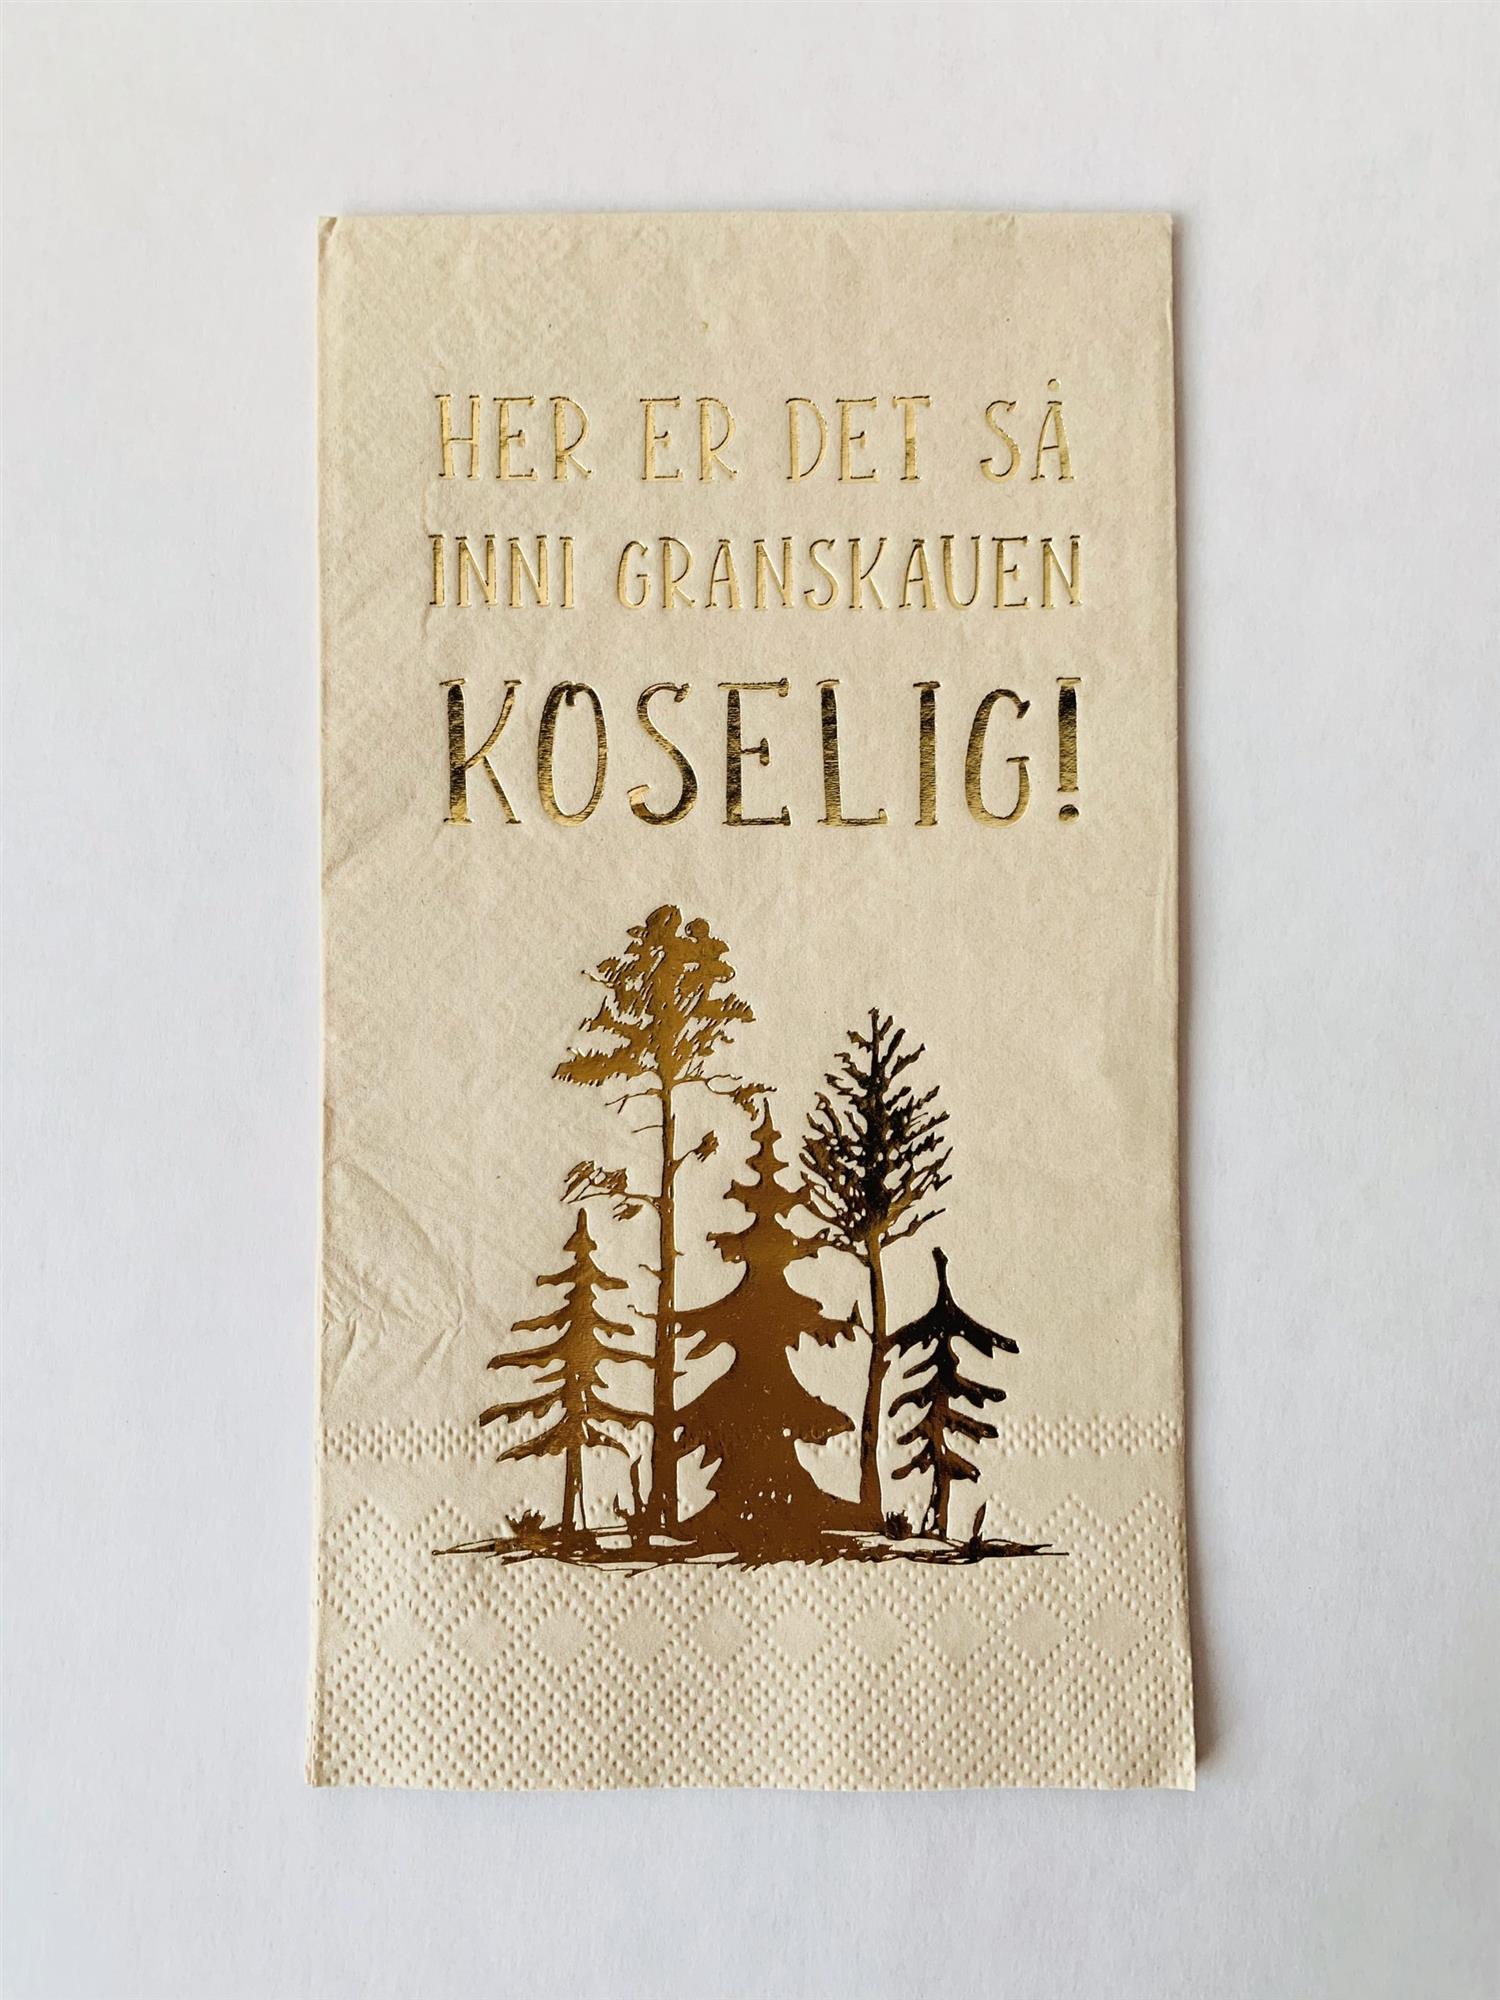 HER ER DET SÅ
INNI GRANSKAUEN
KOSELIG!